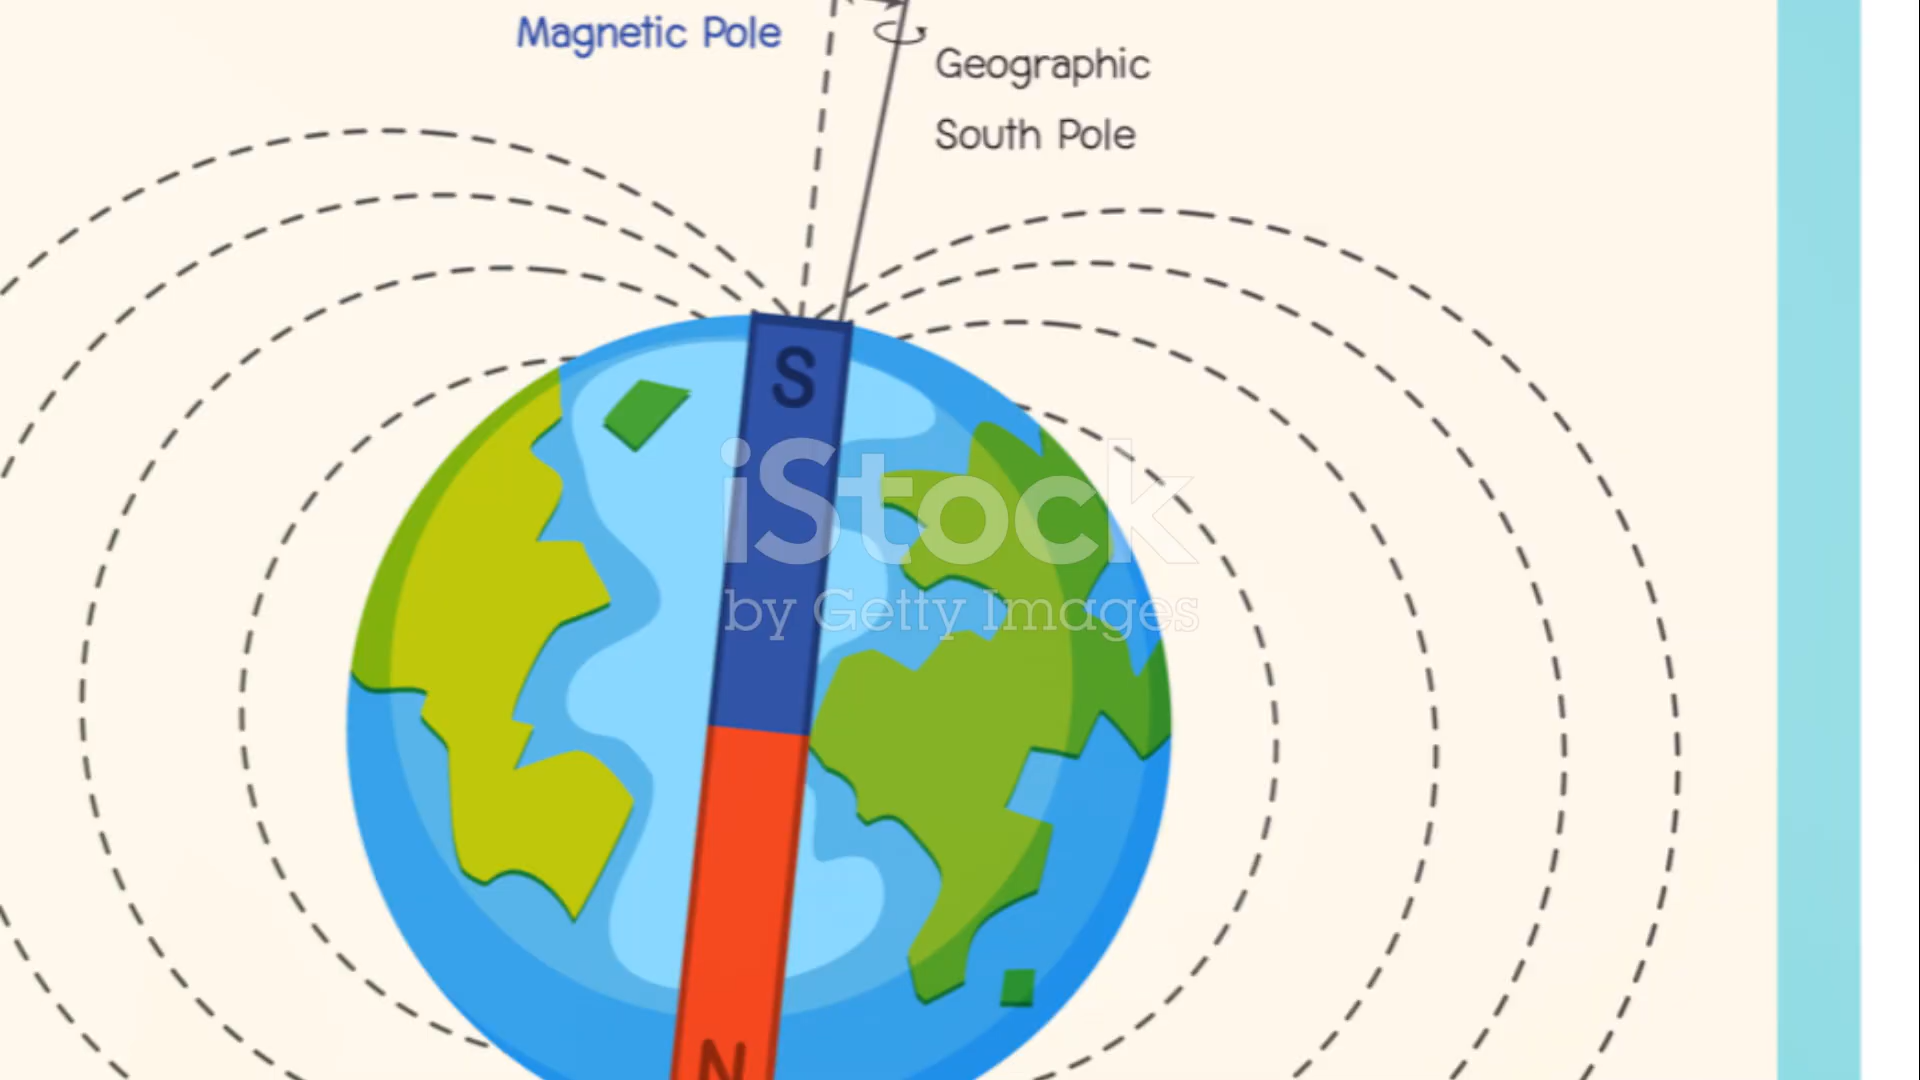 Magnetic Pole
Geographic
South Pole
S
iStock
by Getty Images
N